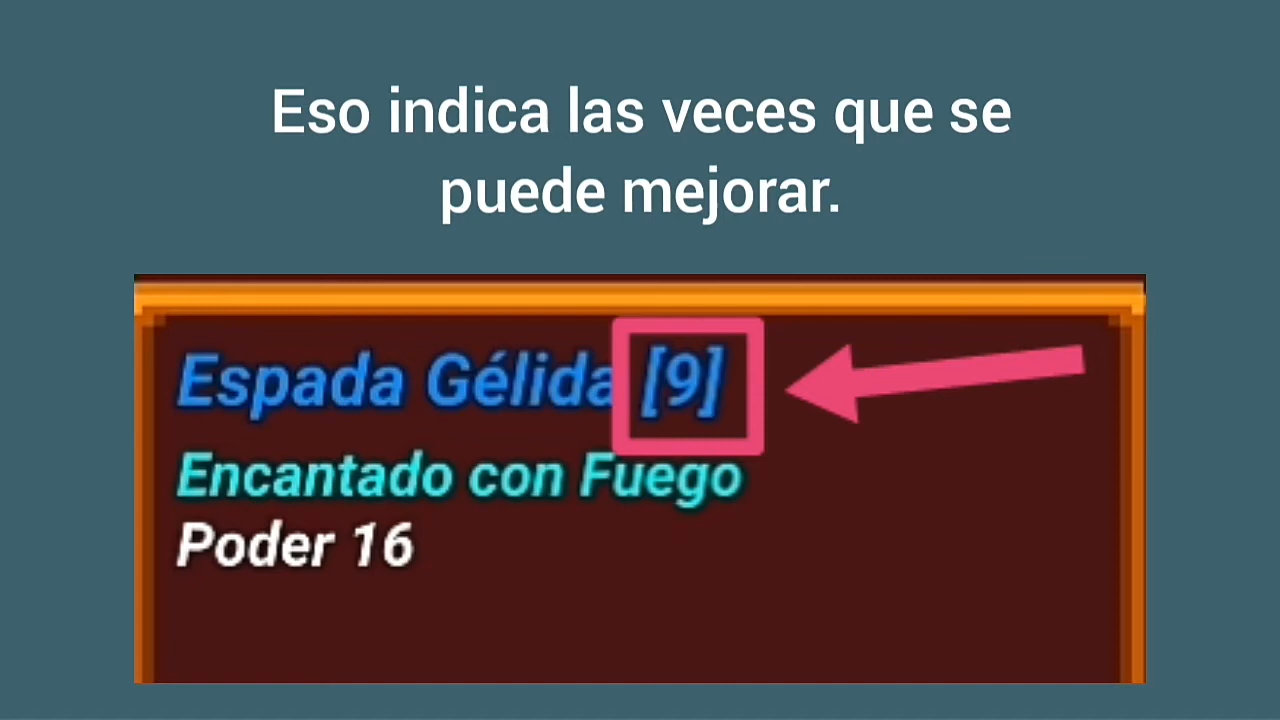 Eso indica las veces que se
puede mejorar.
Espada Gélida [9]
Encantado con Fuego
Poder 16